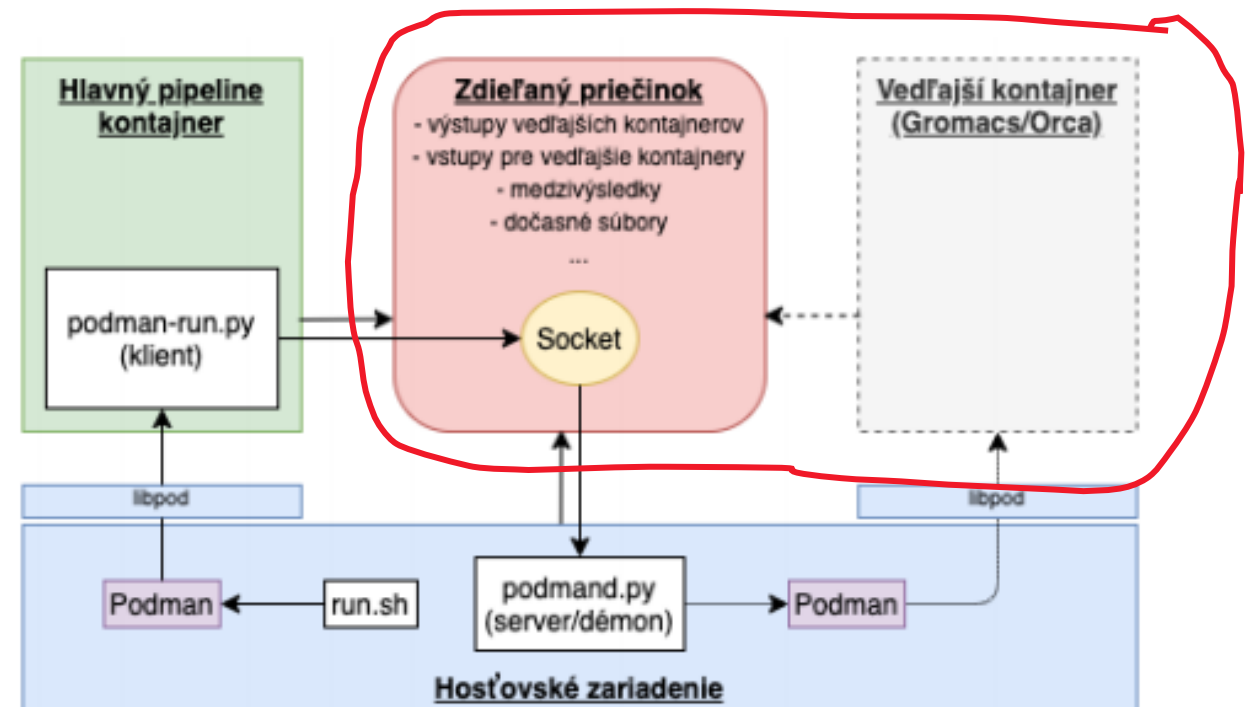 Hlavný pipeline
kontajner
podman-run.py
(klient)
Zdieľaný priečinok
- výstupy vedľajších kontajnerov
- vstupy pre vedľajšie kontajnery
- medzivýsledky
- dočasné súbory
...
Socket
Vedľajší kontajner
(Gromacs/Orca)
libpod
libpod
Podman
run.sh
podmand.py
(server/démon)
Podman
Hosťovské zariadenie